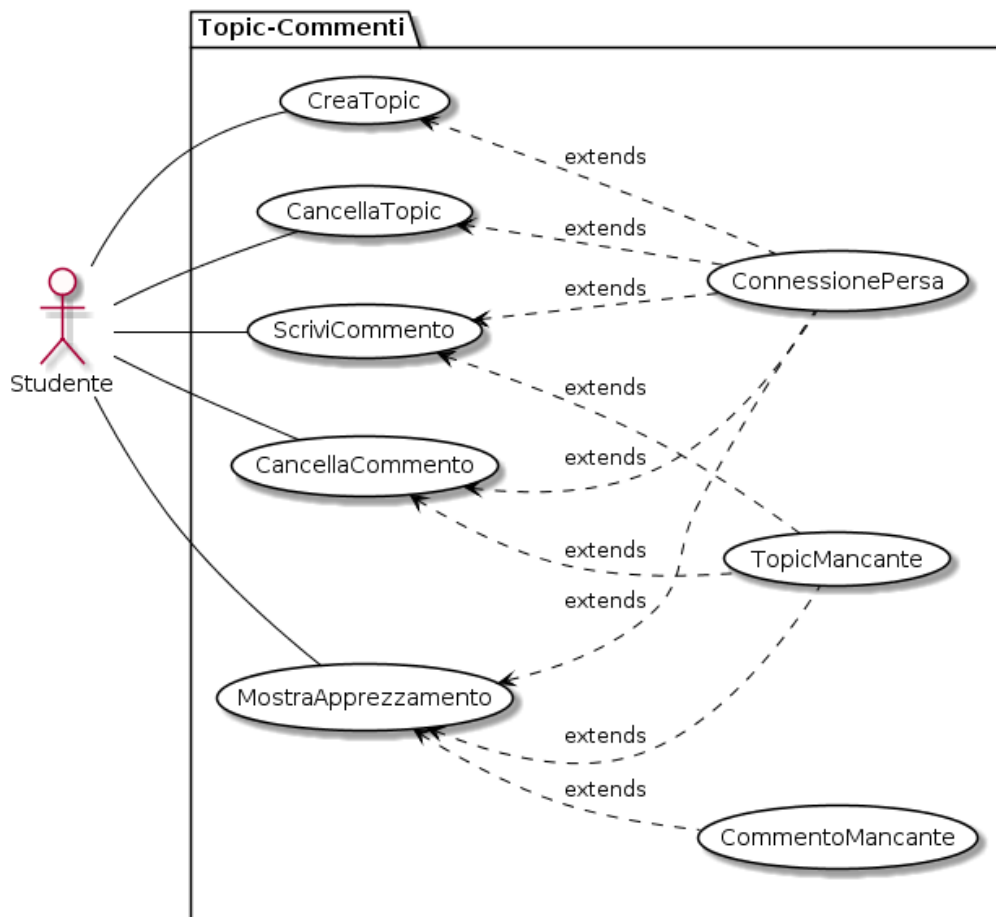 Topic-Commenti
CreaTopic
extends
CancellaTopic
extends
ConnessionePersa
extends
ScriviCommento
Studente
extends
CancellaCommento
extends
extends
TopicMancante
extends
extends
MostraApprezzamento
extends
extends
CommentoMancante